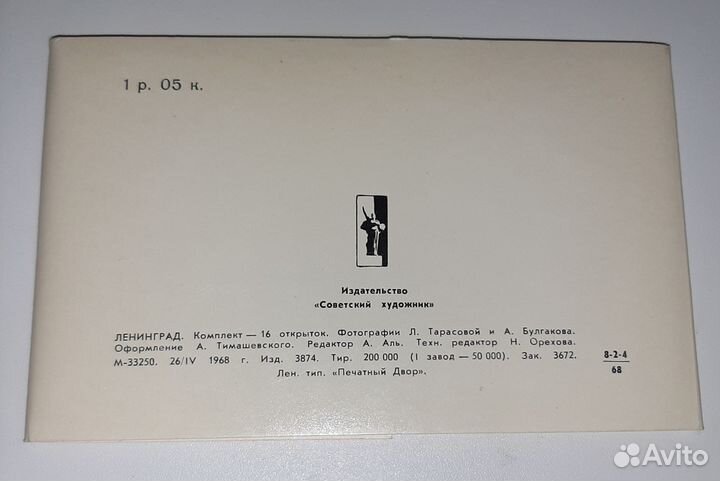 1 р. 05 к.
Издательство
«Советский художник»
ЛЕНИНГРАД. Комплект — 16 открыток. Фотографии Л. Тарасовой и А. Булгакова.
Оформление А. Тимашевского. Редактор А. Аль. Техн. редактор Н. Орехова.
М-33250. 26/IV 1968 г. Изд. 3874. Тир. 200 000 (I завод — 50 000). Зак. 3672.
Лен. тип. «Печатный Двор».
8-2-4
68
Avito